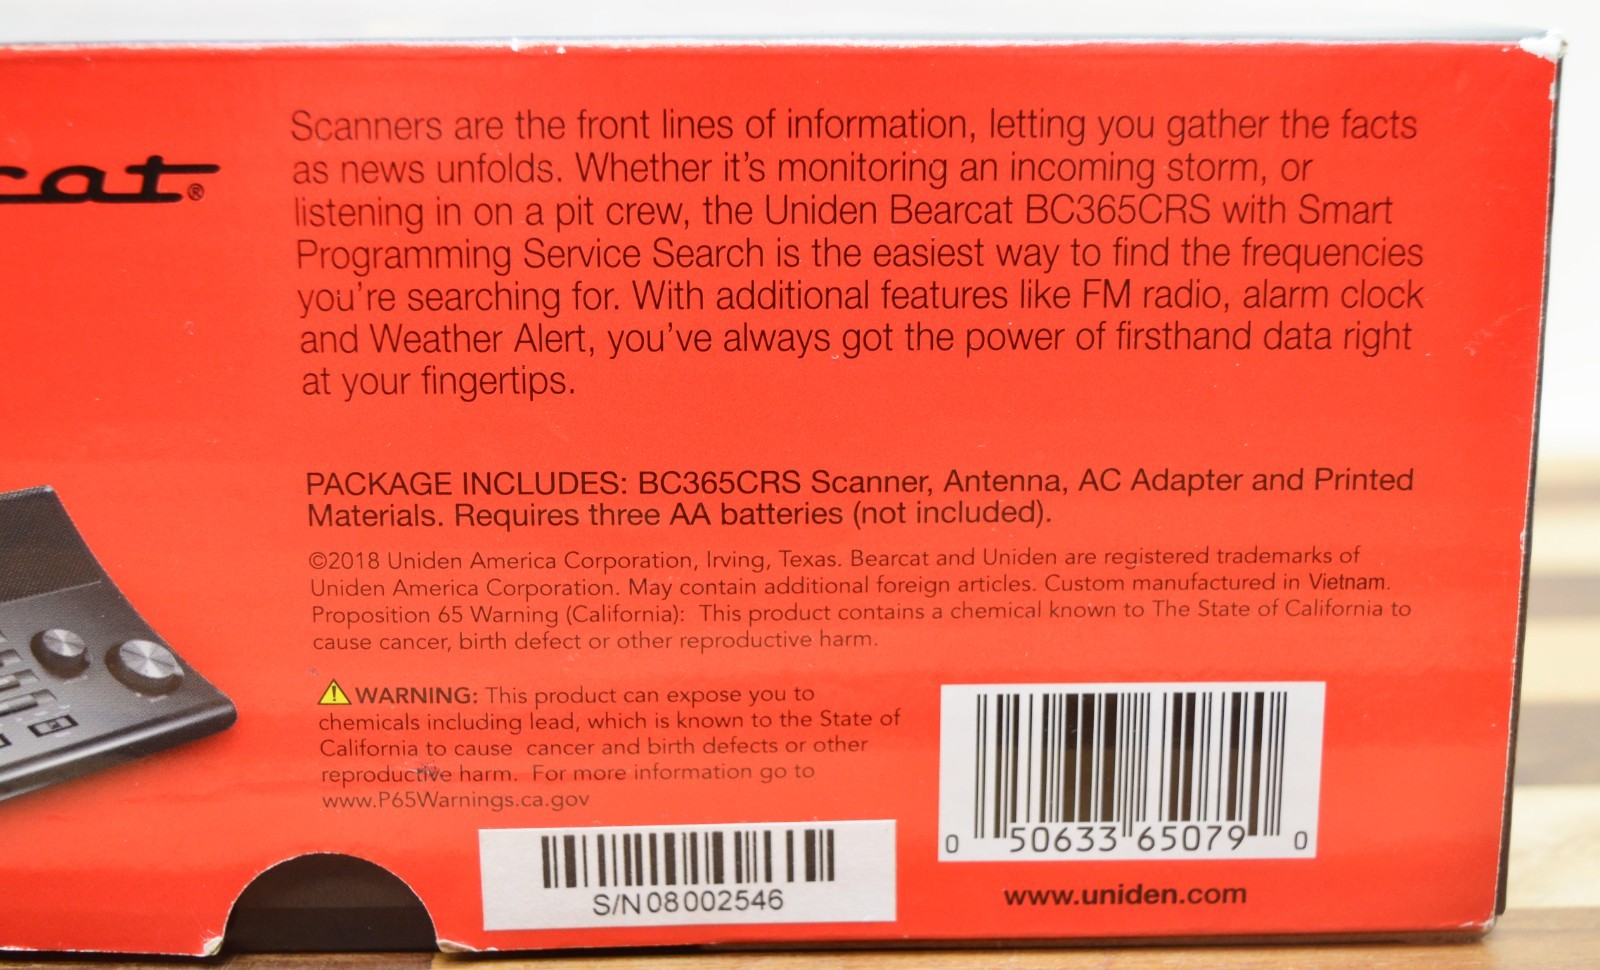 cat®
Scanners are the front lines of information, letting you gather the facts
as news unfolds. Whether it's monitoring an incoming storm, or
listening in on a pit crew, the Uniden Bearcat BC365CRS with Smart
Programming Service Search is the easiest way to find the frequencies
you're searching for. With additional features like FM radio, alarm clock
and Weather Alert, you've always got the power of firsthand data right
at your fingertips.
PACKAGE INCLUDES: BC365CRS Scanner, Antenna, AC Adapter and Printed
Materials. Requires three AA batteries (not included).
©2018 Uniden America Corporation, Irving, Texas. Bearcat and Uniden are registered trademarks of
Uniden America Corporation. May contain additional foreign articles. Custom manufactured in Vietnam.
Proposition 65 Warning (California): This product contains a chemical known to The State of California to
cause cancer, birth defect or other reproductive harm.
WARNING: This product can expose you to
chemicals including lead, which is known to the State of
California to cause cancer and birth defects or other
reproductive harm. For more information go to
www.P65Warnings.ca.gov
S/N 08002546
0 50633 65079 0
www.uniden.com